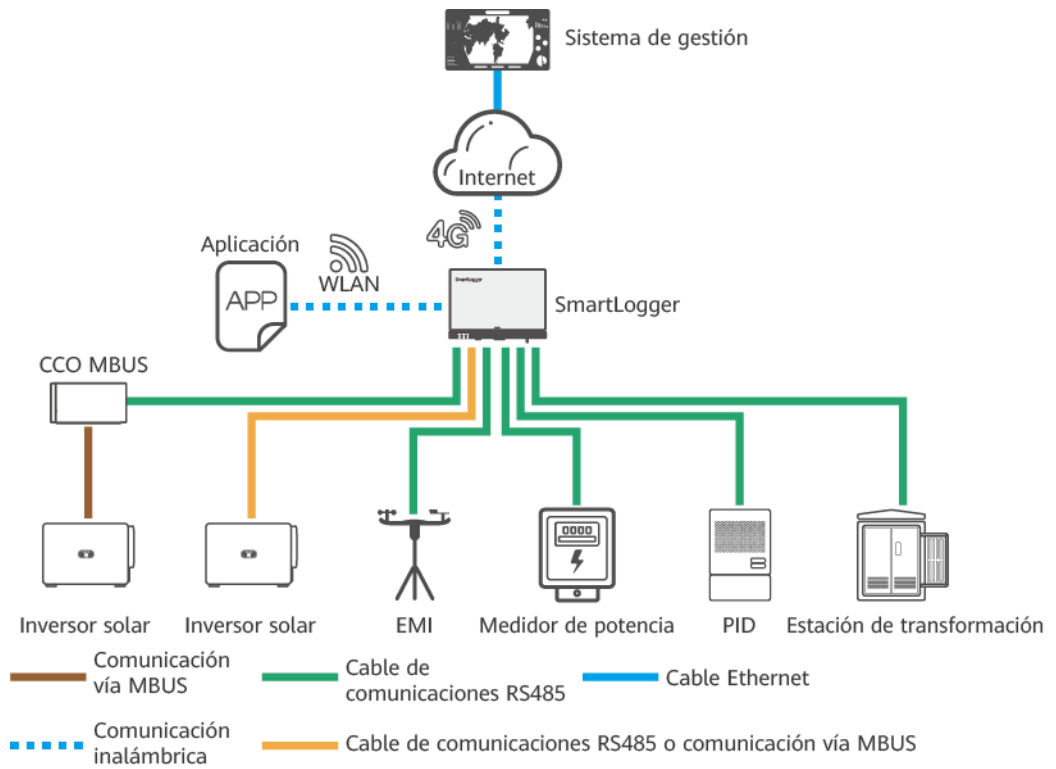 Sistema de gestión
Internet
4G
Aplicación
WLAN
APP
SmartLogger
SmartLogger
CCO MBUS
Inversor solar
Inversor solar
EMI
Medidor de potencia
PID
Estación de transformación
Comunicación
vía MBUS
Cable de
comunicaciones RS485
Cable Ethernet
Comunicación
inalámbrica
Cable de comunicaciones RS485 o comunicación vía MBUS